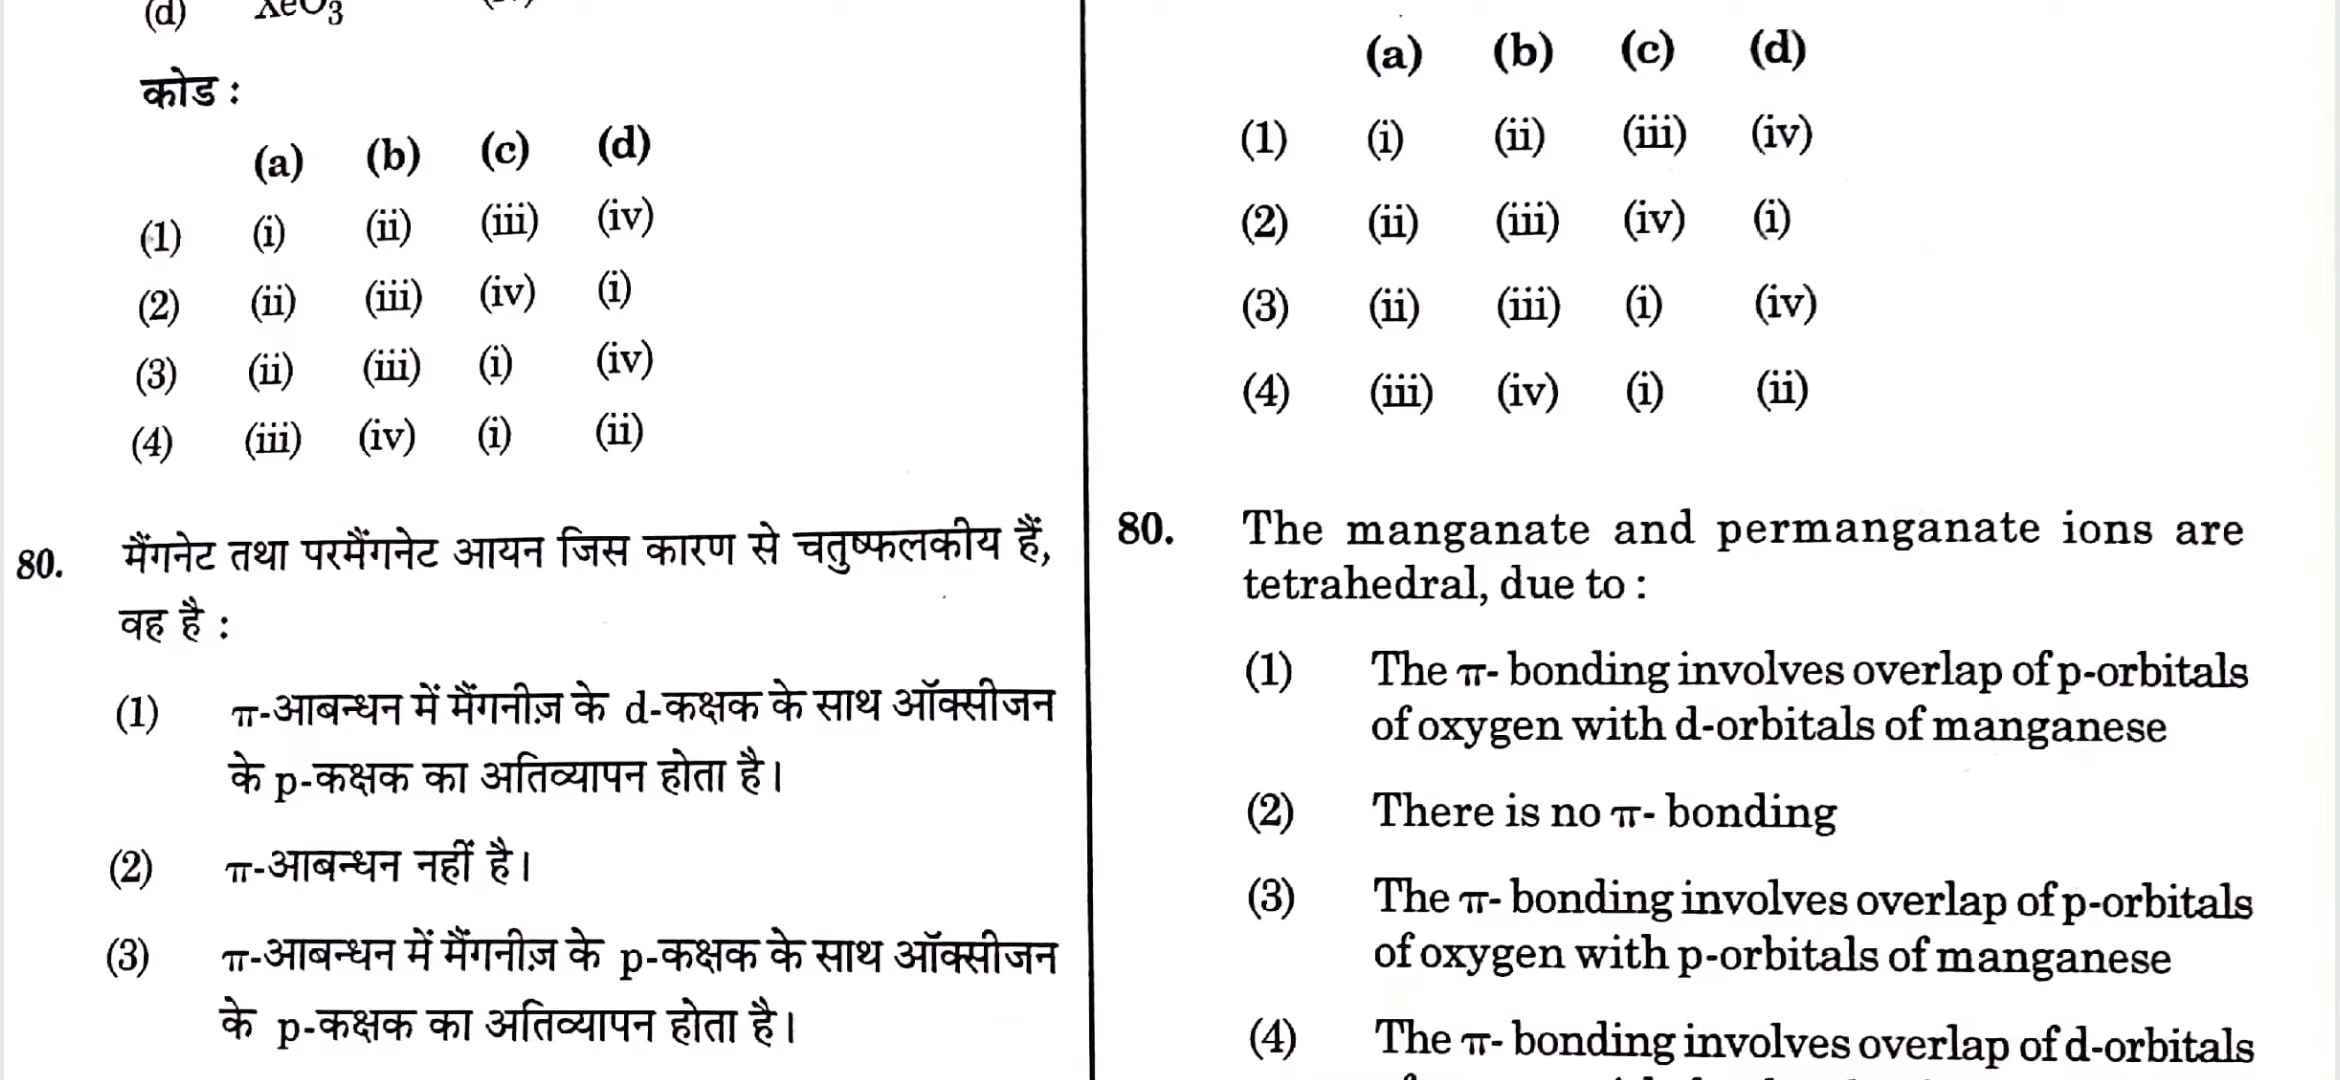 (d) XeO3
कोड :
(a) (b) (c) (d)
(1) (i) (ii) (iii) (iv)
(2) (ii) (iii) (iv) (i)
(3) (ii) (iii) (i) (iv)
(4) (iii) (iv) (i) (ii)
80. मैंगनेट तथा परमैंगनेट आयन जिस कारण से चतुष्फलकीय हैं,
वह है :
(1) π-आबन्धन में मैंगनीज़ के d-कक्षक के साथ ऑक्सीजन
के p-कक्षक का अतिव्यापन होता है।
(2) π-आबन्धन नहीं है।
(3) π-आबन्धन में मैंगनीज़ के p-कक्षक के साथ ऑक्सीजन
के p-कक्षक का अतिव्यापन होता है।
(a) (b) (c) (d)
(1) (i) (ii) (iii) (iv)
(2) (ii) (iii) (iv) (i)
(3) (ii) (iii) (i) (iv)
(4) (iii) (iv) (i) (ii)
80. The manganate and permanganate ions are
tetrahedral, due to :
(1) The π- bonding involves overlap of p-orbitals
of oxygen with d-orbitals of manganese
(2) There is no π- bonding
(3) The π- bonding involves overlap of p-orbitals
of oxygen with p-orbitals of manganese
(4) The π- bonding involves overlap of d-orbitals